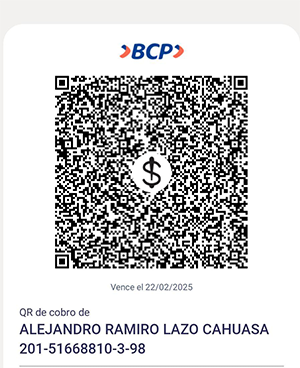 BCP
$
Vence el 22/02/2025
QR de cobro de
ALEJANDRO RAMIRO LAZO CAHUASA
201-51668810-3-98